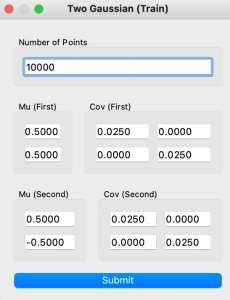 Two Gaussian (Train)
Number of Points
10000
Mu (First) Cov (First)
0.5000 0.0250 0.0000
0.5000 0.0000 0.0250
Mu (Second) Cov (Second)
0.5000 0.0250 0.0000
-0.5000 0.0000 0.0250
Submit